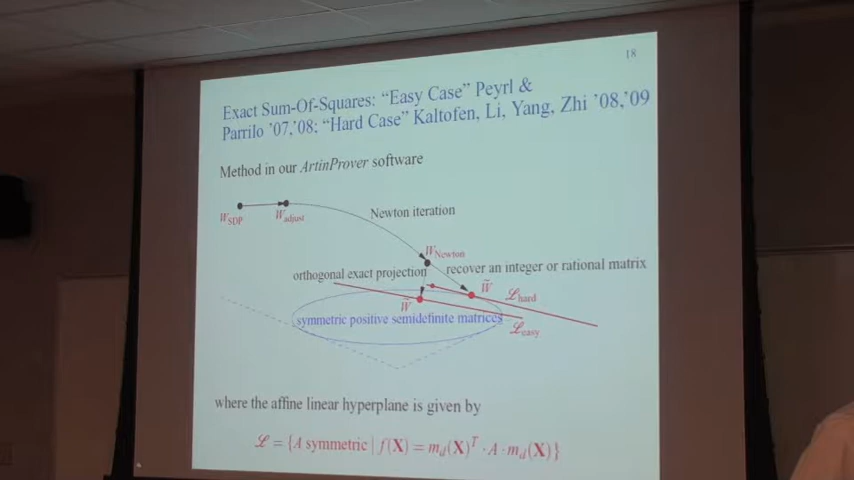 18
Exact Sum-Of-Squares: “Easy Case” Peyrl &
Parrilo ’07,’08; “Hard Case” Kaltofen, Li, Yang, Zhi ’08,’09
Method in our ArtinProver software
W_SDP
W_adjust
Newton iteration
W_Newton
orthogonal exact projection
recover an integer or rational matrix
W̃
W̃
ℒ_hard
symmetric positive semidefinite matrices
ℒ_easy
where the affine linear hyperplane is given by
ℒ = {A symmetric | f(X) = m_d(X)^T · A · m_d(X)}